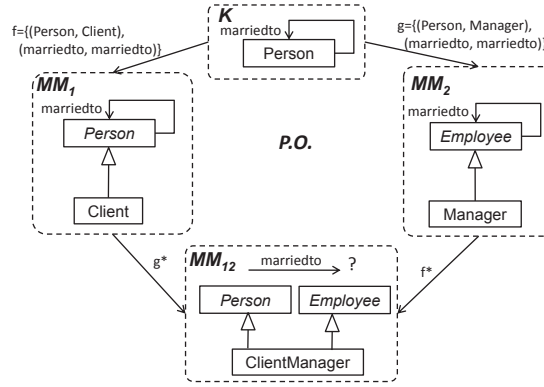 f={(Person, Client),
(marriedto, marriedto)}
K
marriedto
Person
g={(Person, Manager),
(marriedto, marriedto)}
MM1
marriedto
Person
Client
P.O.
MM2
marriedto
Employee
Manager
g*
f*
MM12
marriedto
?
Person
Employee
ClientManager